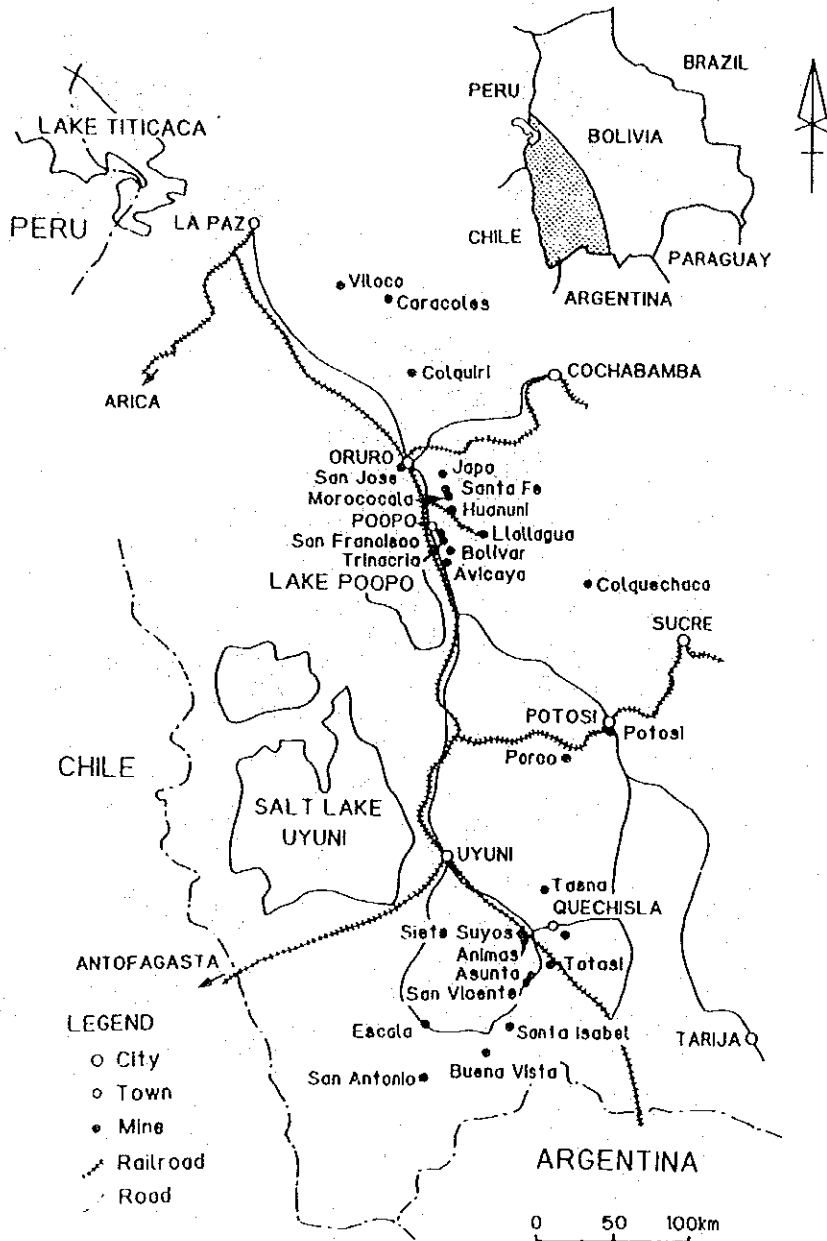 BRAZIL
PERU
LAKE TITICACA
BOLIVIA
PERU
LA PAZ
CHILE
PARAGUAY
ARGENTINA
Viloco
Caracoles
Colquiri
COCHABAMBA
ARICA
ORURO
San Jose
Japo
Santa Fe
Morococala
Huanuni
POOPO
Llallagua
San Francisco
Bolivar
Trinacria
Avicaya
LAKE POOPO
Colquechaca
SUCRE
POTOSI
Potosi
Porco
CHILE
SALT LAKE
UYUNI
UYUNI
Tasna
QUECHISLA
Siete Suyos
Animas
Tatasi
Asunta
San Vicente
ANTOFAGASTA
LEGEND
City
Town
Mine
Railroad
Road
Escala
Santa Isabel
TARIJA
Buena Vista
San Antonio
ARGENTINA
0 50 100km